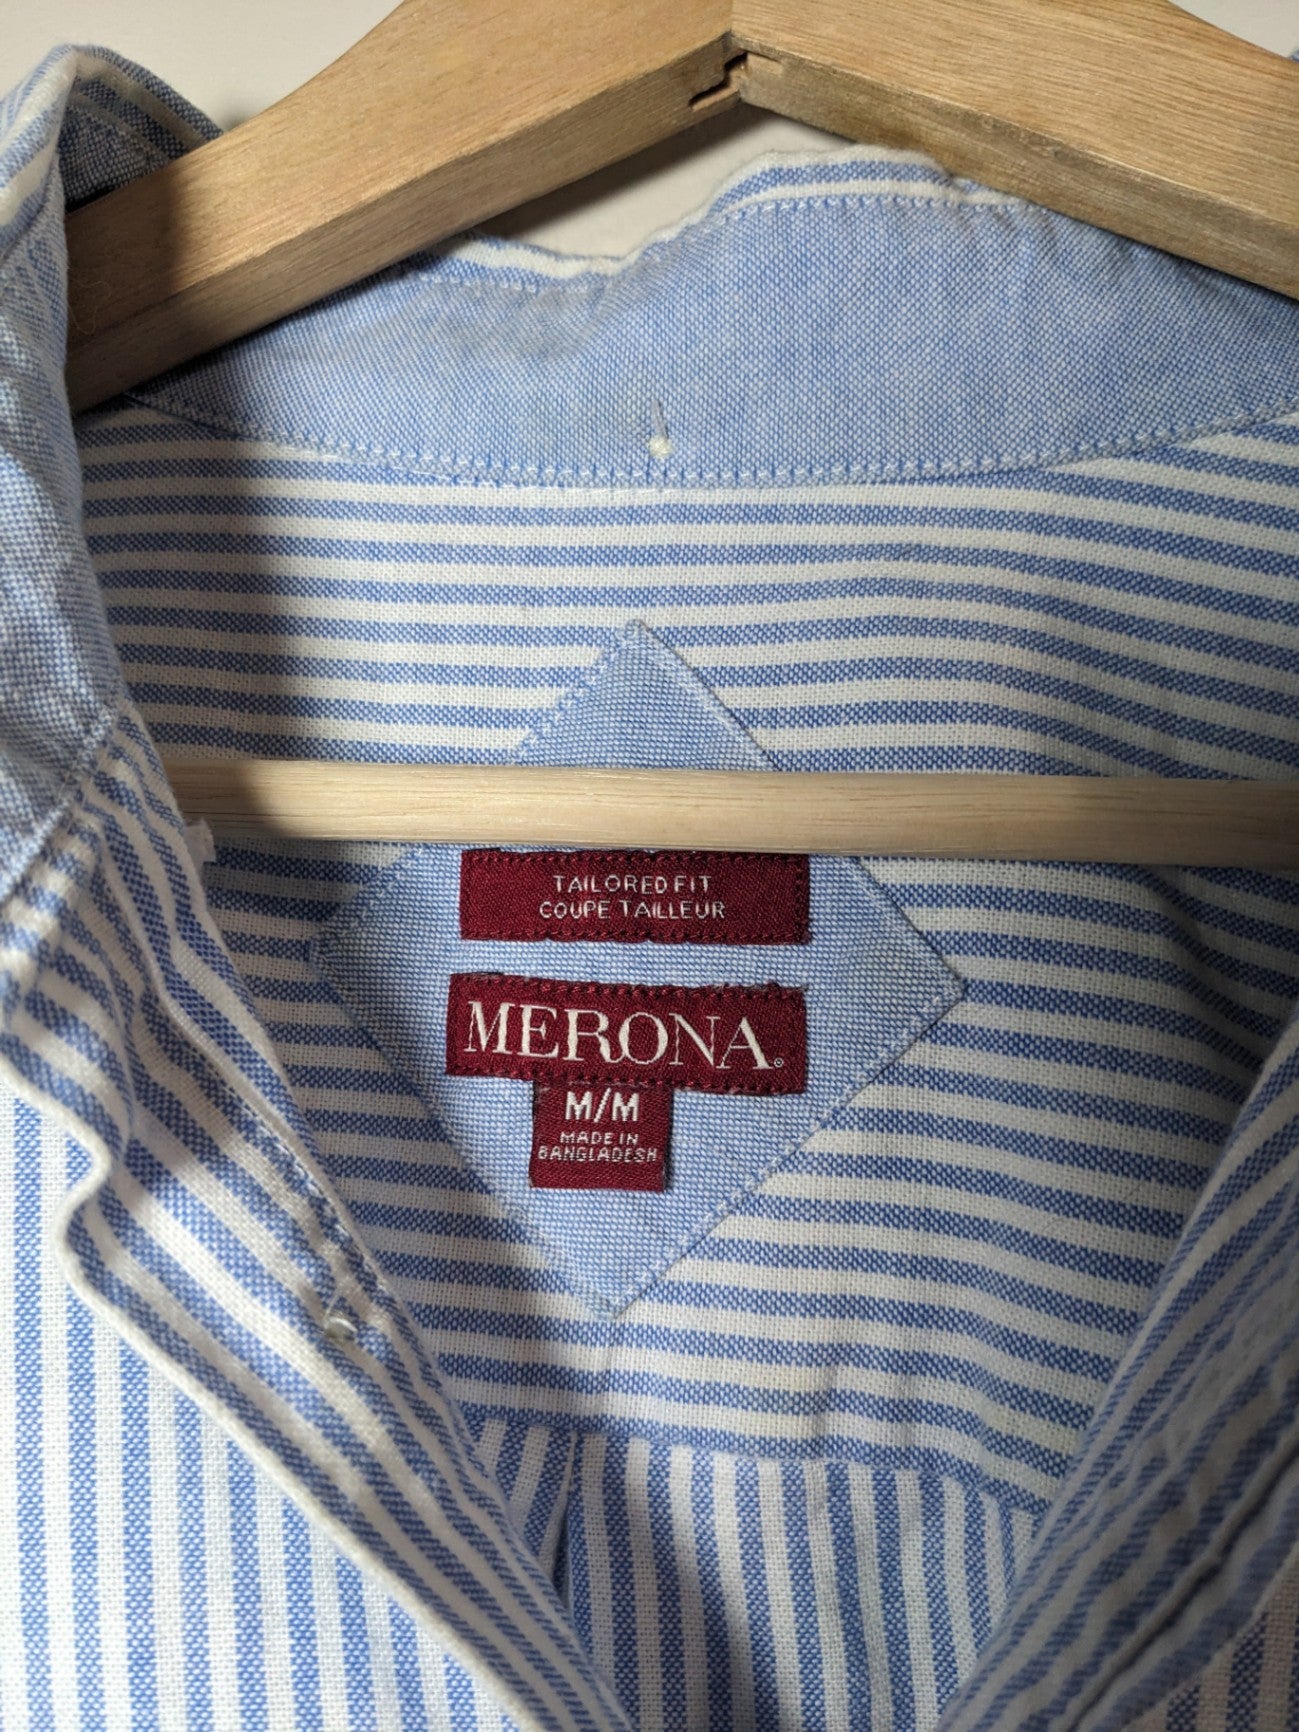 TAILORED FIT
COUPE TAILLEUR
MERONA®
M/M
MADE IN
BANGLADESH